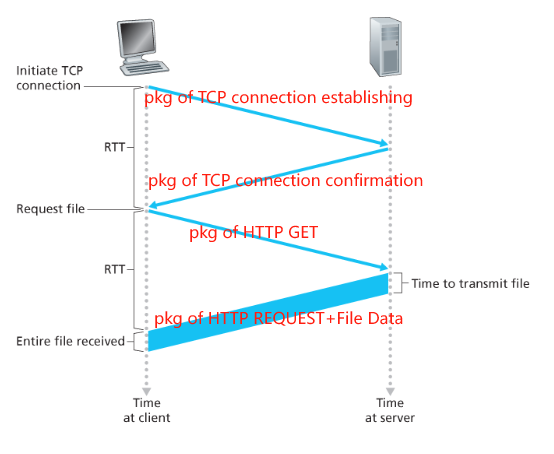 Initiate TCP
connection
pkg of TCP connection establishing
RTT
pkg of TCP connection confirmation
Request file
pkg of HTTP GET
RTT
Time to transmit file
pkg of HTTP REQUEST+File Data
Entire file received
Time
at client
Time
at server